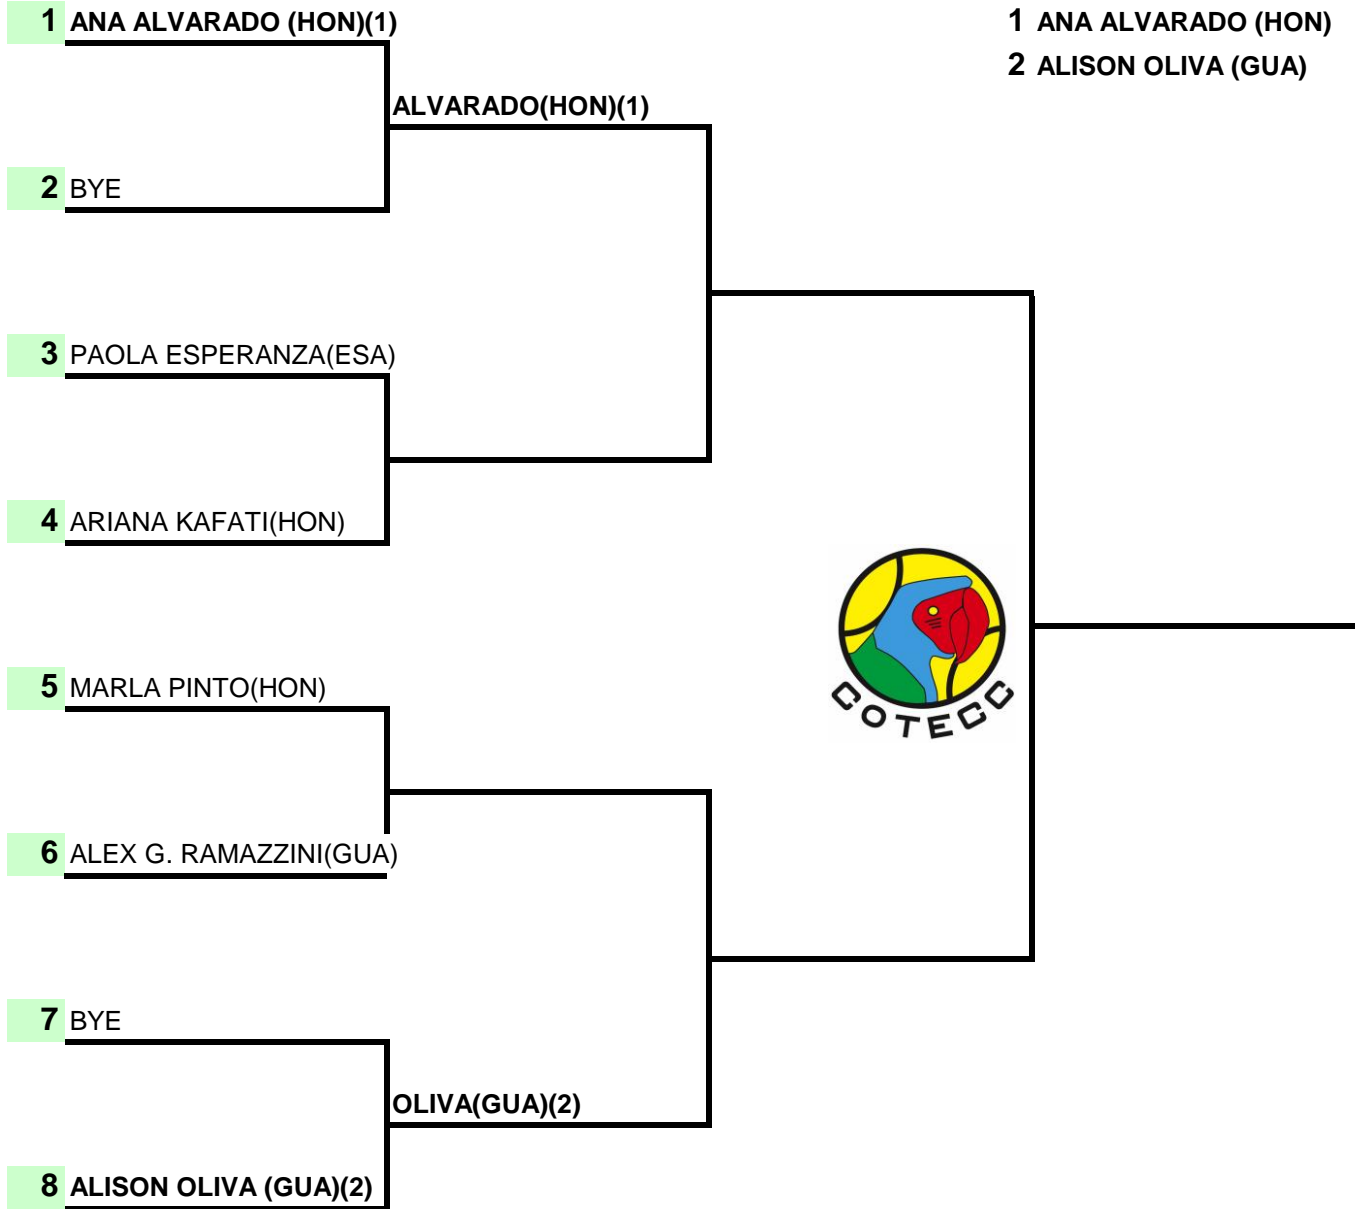 1 ANA ALVARADO (HON)(1)
1 ANA ALVARADO (HON)
2 ALISON OLIVA (GUA)
ALVARADO(HON)(1)
2 BYE
3 PAOLA ESPERANZA(ESA)
4 ARIANA KAFATI(HON)
5 MARLA PINTO(HON)
COTECC
6 ALEX G. RAMAZZINI(GUA)
7 BYE
OLIVA(GUA)(2)
8 ALISON OLIVA (GUA)(2)